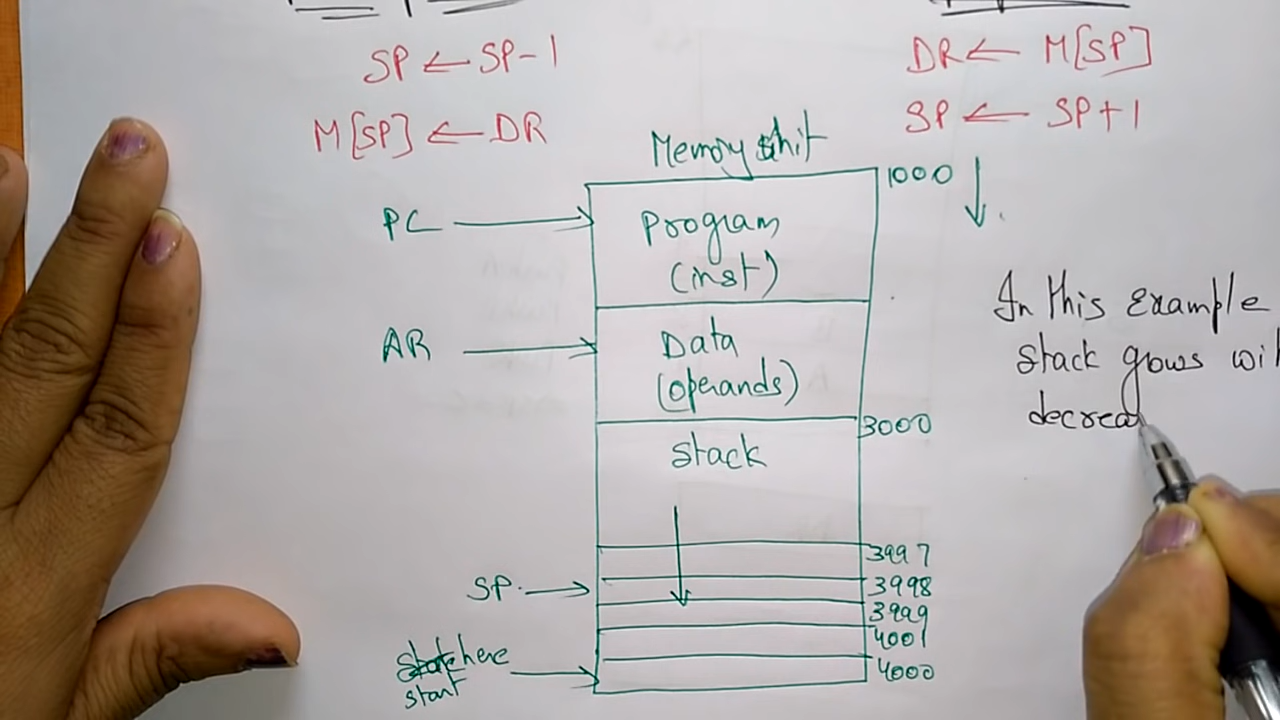 SP ← SP-1
M[SP] ← DR
DR ← M[SP]
SP ← SP+1
Memory unit
1000
PC
Program
(inst)
AR
Data
(operands)
3000
Stack
In this example
stack grows
decrea
3997
SP
3998
3999
4001
here
start
4000